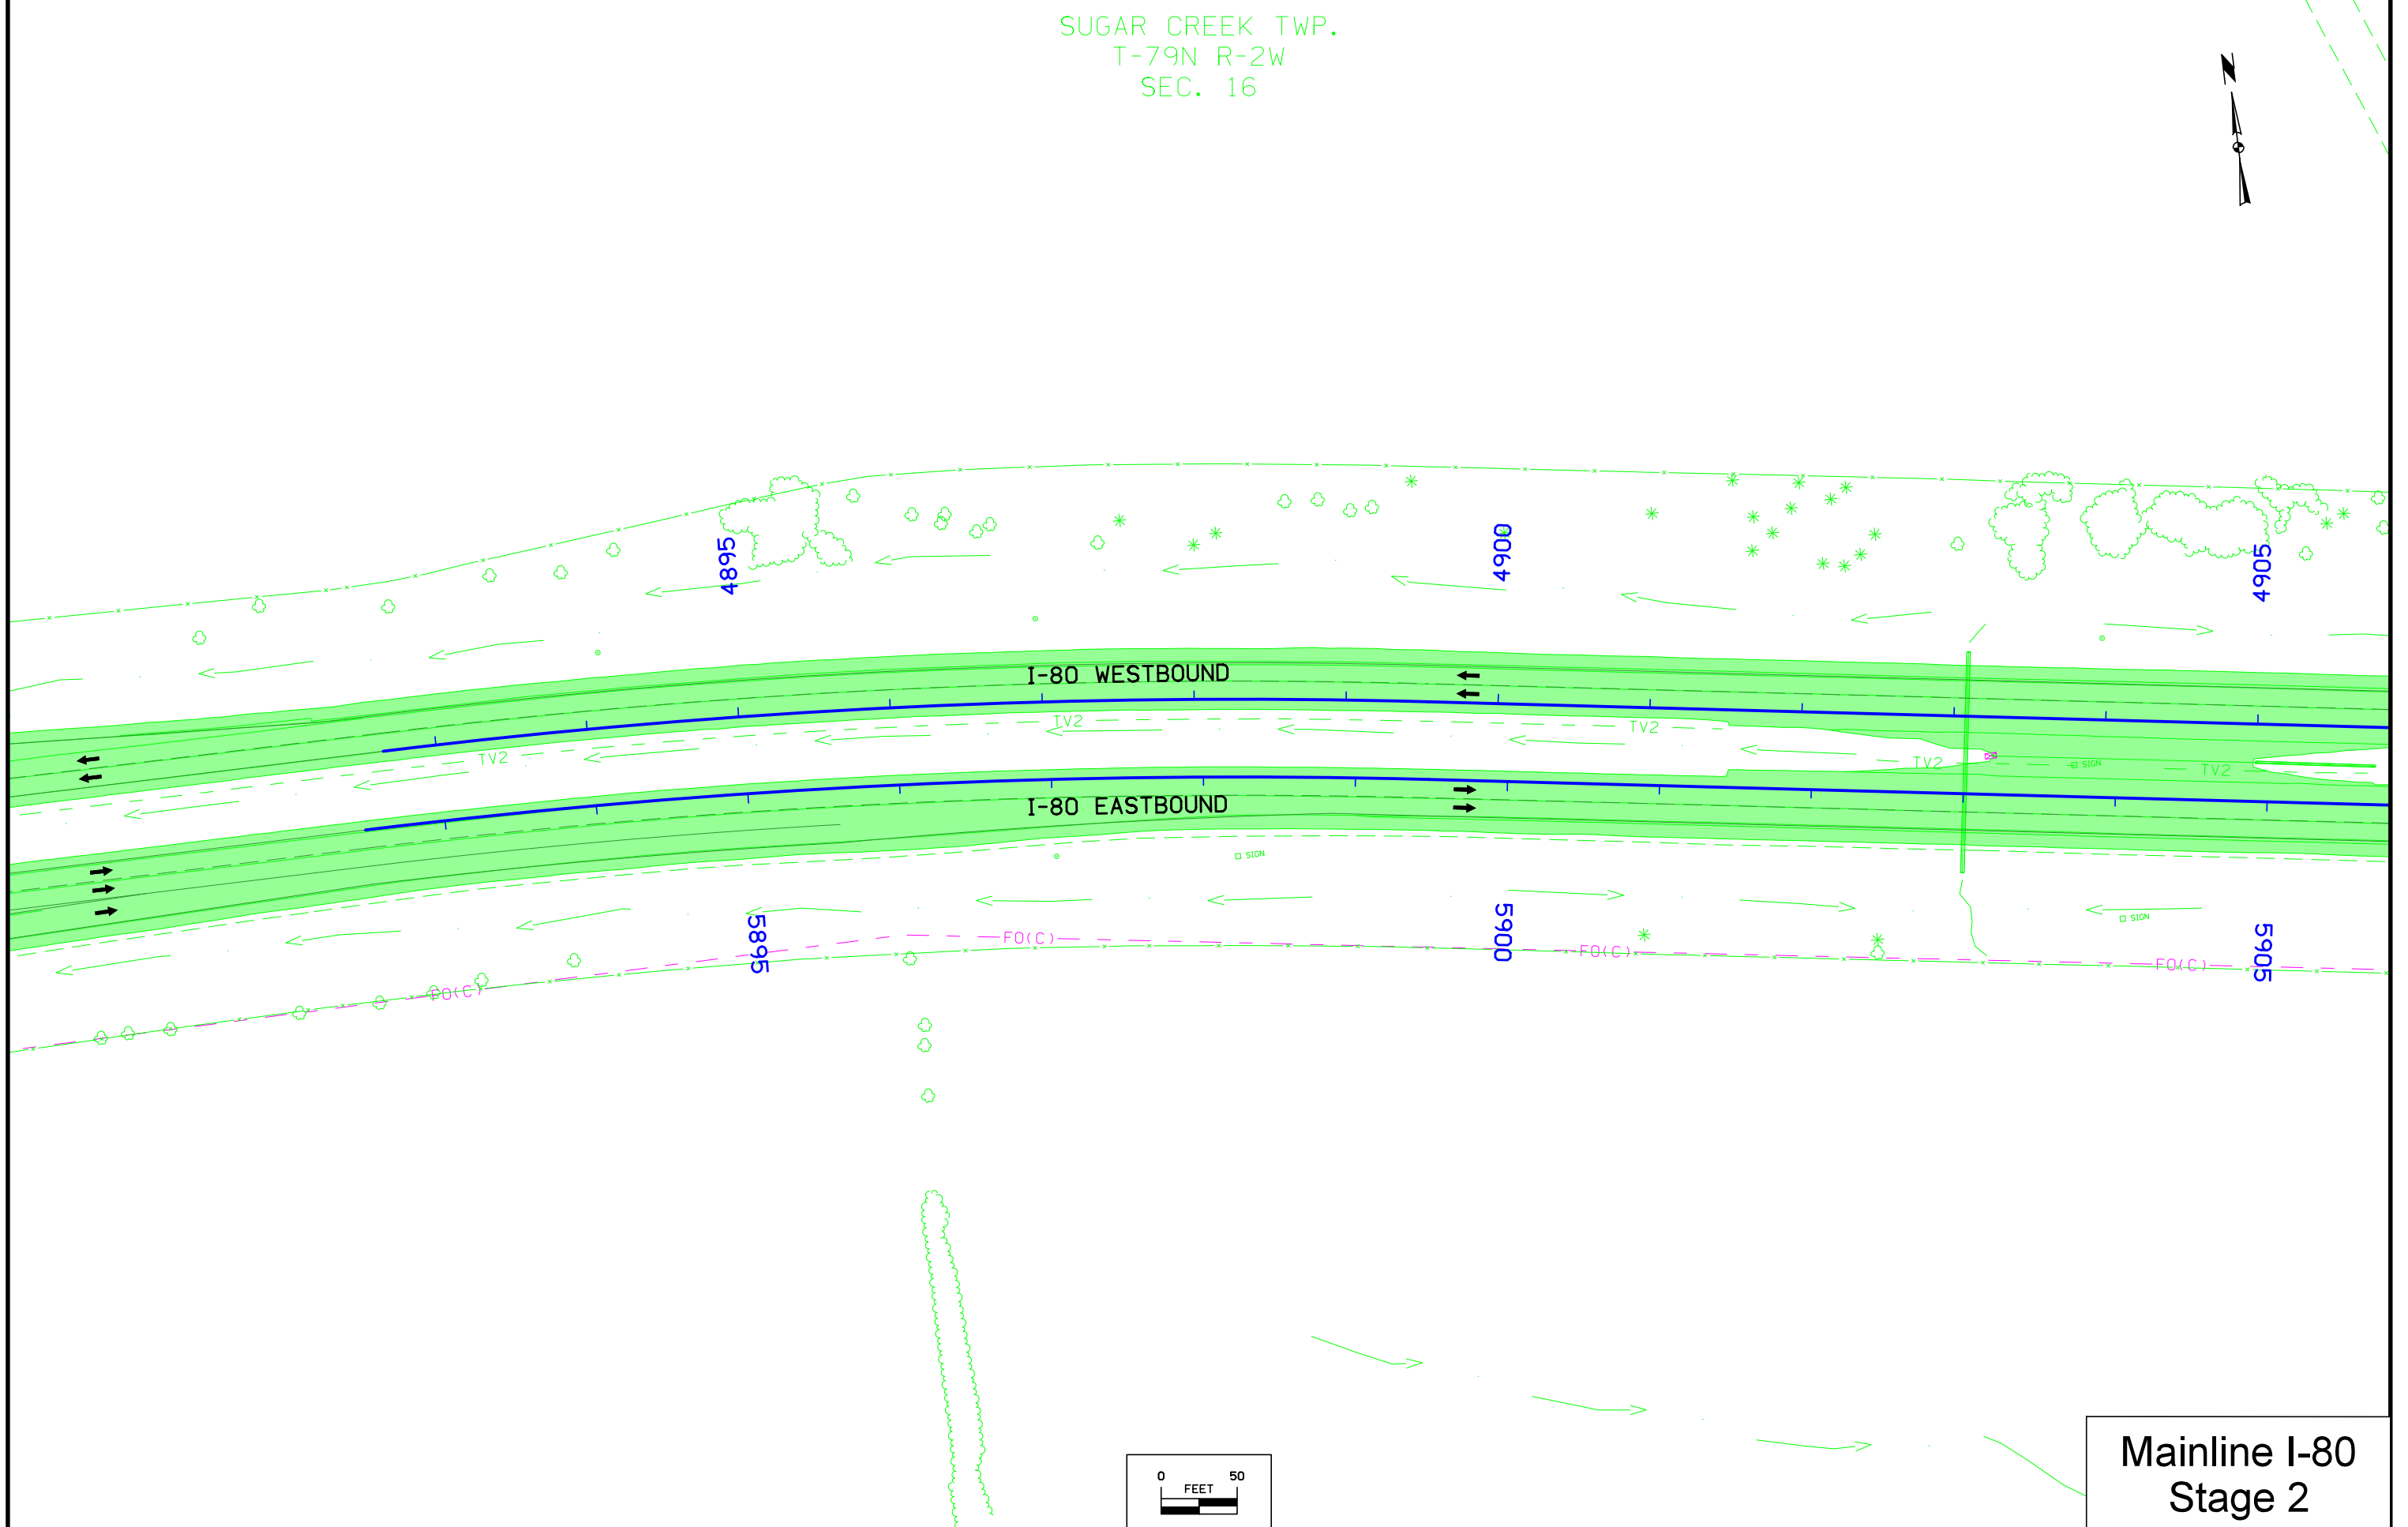 SUGAR CREEK TWP.
T-79N R-2W
SEC. 16
N
4895
4900
4905
I-80 WESTBOUND
TV2
TV2
TV2
TV2
SIGN
TV2
I-80 EASTBOUND
SIGN
SIGN
5895
5900
5905
FO(C)
FO(C)
FO(C)
FO(C)
0 50
FEET
Mainline I-80
Stage 2